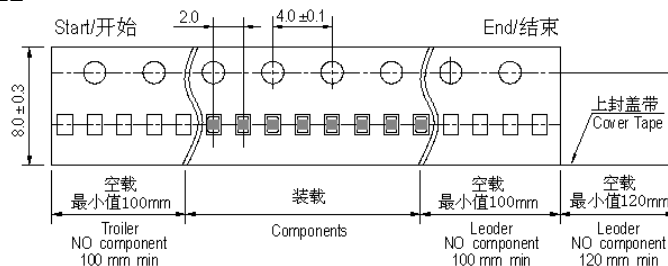 Start/开始
2.0
4.0±0.1
End/结束
8.0±0.3
上封盖带
Cover Tape
空载
最小值100mm
装载
空载
最小值100mm
空载
最小值120mm
Troiler
NO component
100 mm min
Components
Leoder
NO component
100 mm min
Leoder
NO component
120 mm min